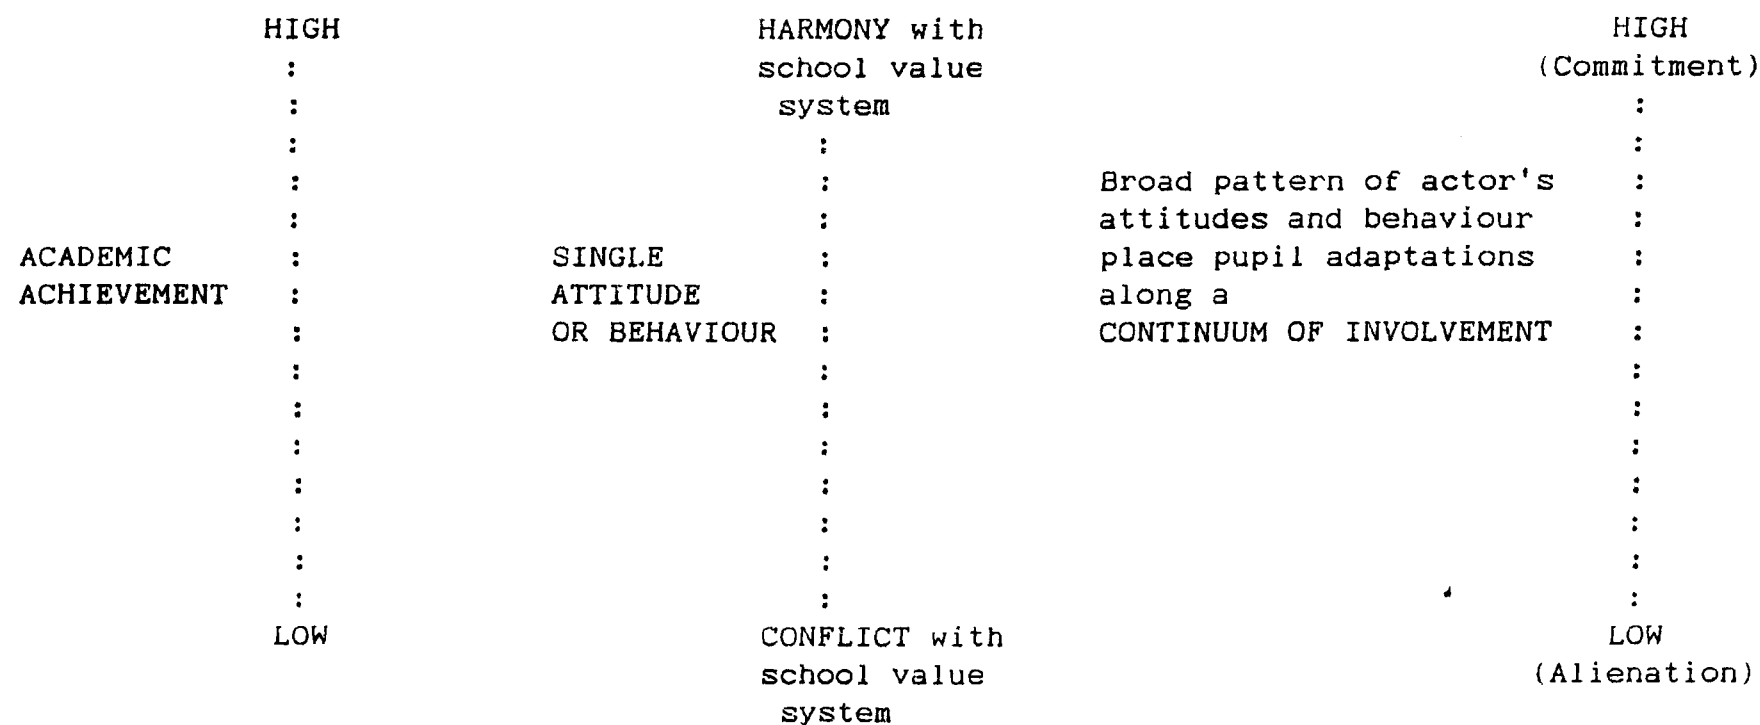 HIGH
:
:
:
:
:
ACADEMIC :
ACHIEVEMENT :
:
:
:
:
:
:
:
:
LOW
HARMONY with
school value
system
:
:
:
SINGLE :
ATTITUDE :
OR BEHAVIOUR :
:
:
:
:
:
:
:
CONFLICT with
school value
system
HIGH
(Commitment)
:
:
Broad pattern of actor's :
attitudes and behaviour :
place pupil adaptations :
along a :
CONTINUUM OF INVOLVEMENT :
:
:
:
:
:
:
:
LOW
(Alienation)